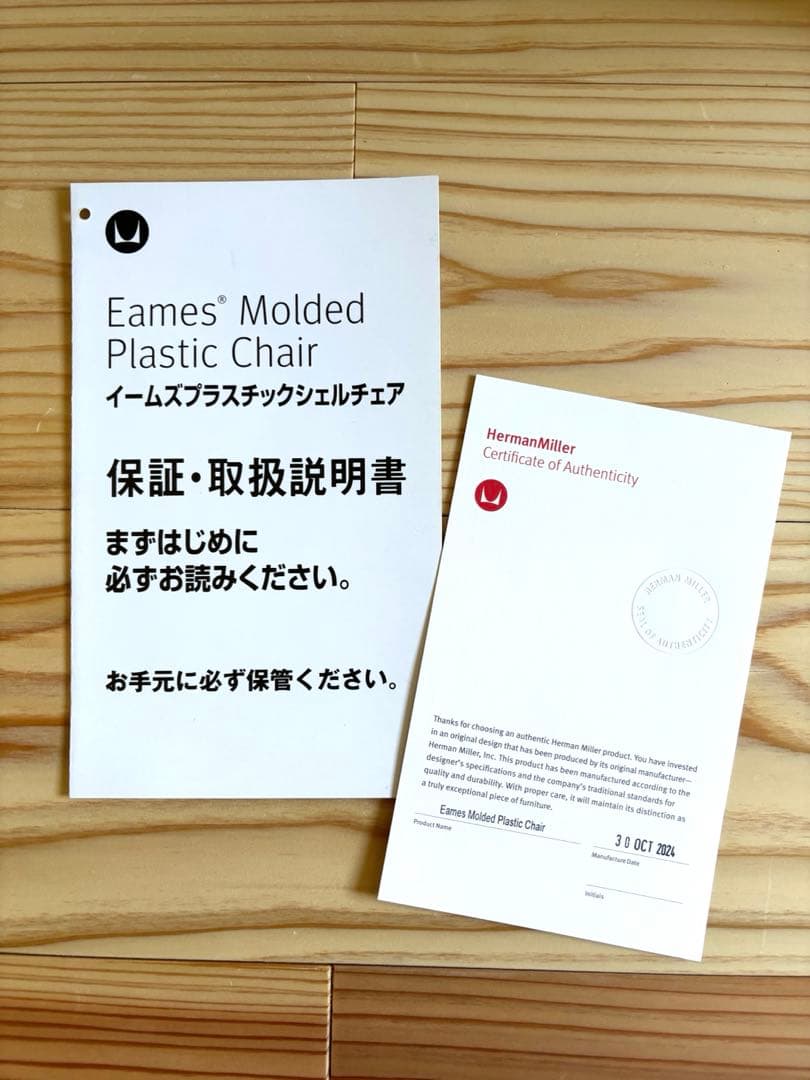 Eames® Molded
Plastic Chair
イームズプラスチックシェルチェア
保証・取扱説明書
まずはじめに
必ずお読みください。
お手元に必ず保管ください。
HermanMiller
Certificate of Authenticity
HERMAN MILLER
SEAL OF AUTHENTICITY
Thanks for choosing an authentic Herman Miller product. You have invested
in an original design that has been produced by its original manufacturer—
Herman Miller, Inc. This product has been manufactured according to the
designer's specifications and the company's traditional standards for
quality and durability. With proper care, it will maintain its distinction as
a truly exceptional piece of furniture.
Eames Molded Plastic Chair
Product Name
30 OCT 2024
Manufacture Date
Initials